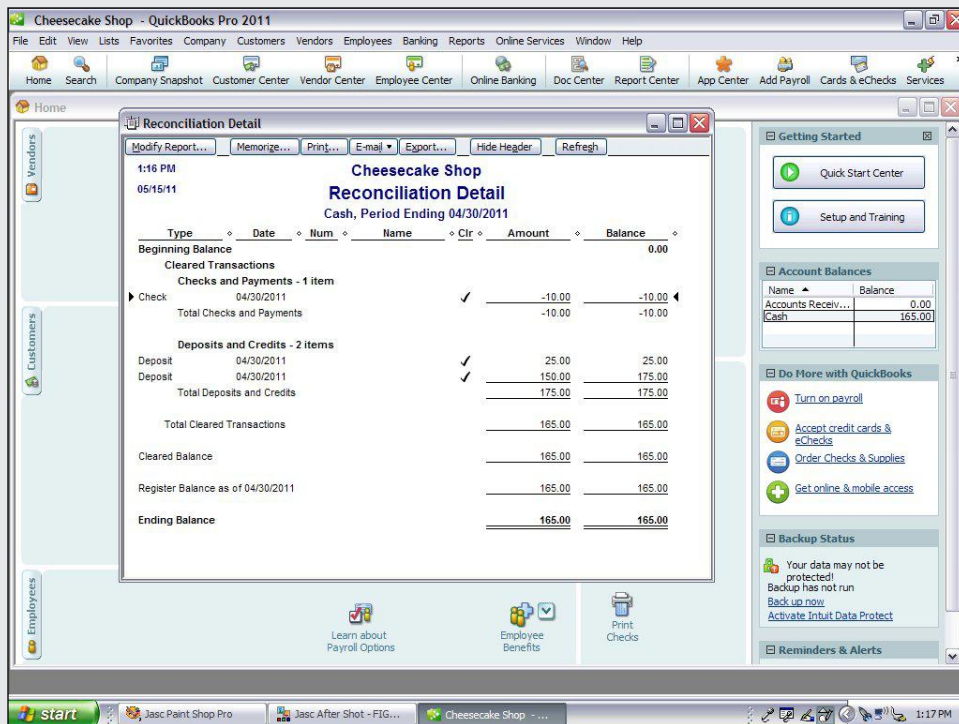 Cheesecake Shop - QuickBooks Pro 2011
File Edit View Lists Favorites Company Customers Vendors Employees Banking Reports Online Services Window Help
Home Search Company Snapshot Customer Center Vendor Center Employee Center Online Banking Doc Center Report Center App Center Add Payroll Cards & eChecks Services
Home
Vendors
Customers
Employees
Reconciliation Detail
Modify Report... Memorize... Print... E-mail Export... Hide Header Refresh
1:16 PM Cheesecake Shop
05/15/11 Reconciliation Detail
Cash, Period Ending 04/30/2011
Type Date Num Name Clr Amount Balance
Beginning Balance 0.00
Cleared Transactions
Checks and Payments - 1 item
Check 04/30/2011 ✓ -10.00 -10.00
Total Checks and Payments -10.00 -10.00
Deposits and Credits - 2 items
Deposit 04/30/2011 ✓ 25.00 25.00
Deposit 04/30/2011 ✓ 150.00 175.00
Total Deposits and Credits 175.00 175.00
Total Cleared Transactions 165.00 165.00
Cleared Balance 165.00 165.00
Register Balance as of 04/30/2011 165.00 165.00
Ending Balance 165.00 165.00
Learn about
Payroll Options
Employee
Benefits
Print
Checks
Getting Started
Quick Start Center
Setup and Training
Account Balances
Name Balance
Accounts Receiv... 0.00
Cash 165.00
Do More with QuickBooks
Turn on payroll
Accept credit cards &
eChecks
Order Checks & Supplies
Get online & mobile access
Backup Status
Your data may not be
protected!
Backup has not run
Back up now
Activate Intuit Data Protect
Reminders & Alerts
start Jasc Paint Shop Pro Jasc After Shot - FIG... Cheesecake Shop - ... 1:17 PM